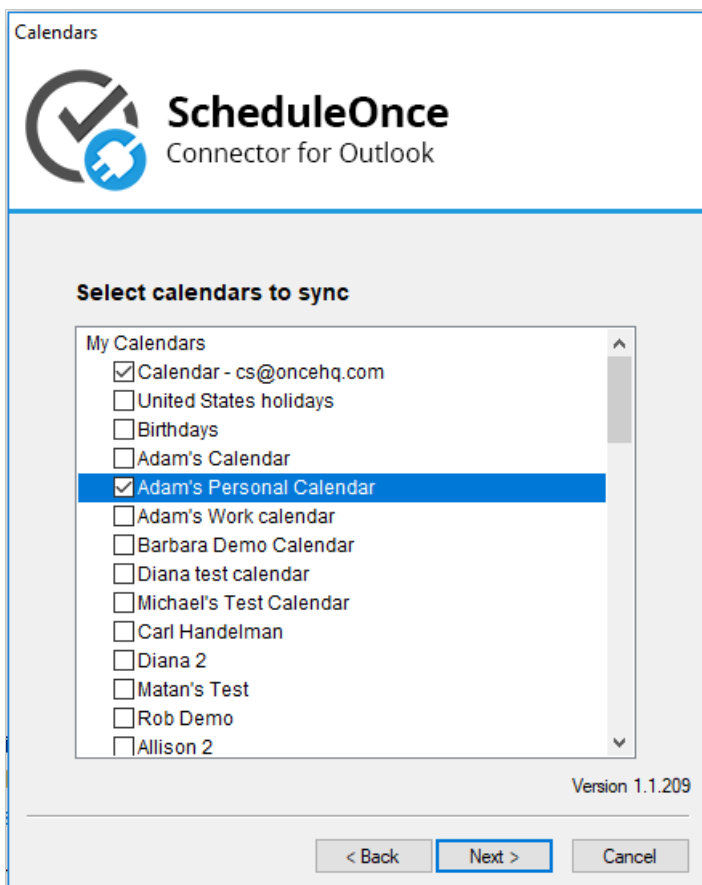 Calendars
ScheduleOnce
Connector for Outlook
Select calendars to sync
My Calendars
Calendar - cs@oncehq.com
United States holidays
Birthdays
Adam's Calendar
Adam's Personal Calendar
Adam's Work calendar
Barbara Demo Calendar
Diana test calendar
Michael's Test Calendar
Carl Handelman
Diana 2
Matan's Test
Rob Demo
Allison 2
Version 1.1.209
< Back Next > Cancel